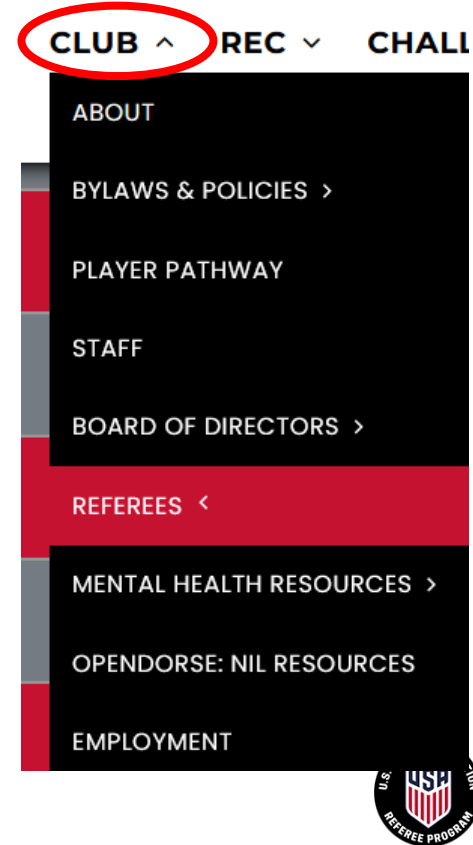 CLUB REC
ABOUT
BYLAWS & POLICIES >
PLAYER PATHWAY
STAFF
BOARD OF DIRECTORS >
REFEREES <
MENTAL HEALTH RESOURCES >
OPENDORSE: NIL RESOURCES
EMPLOYMENT
U.S.
USA
REFEREE PROGRAM